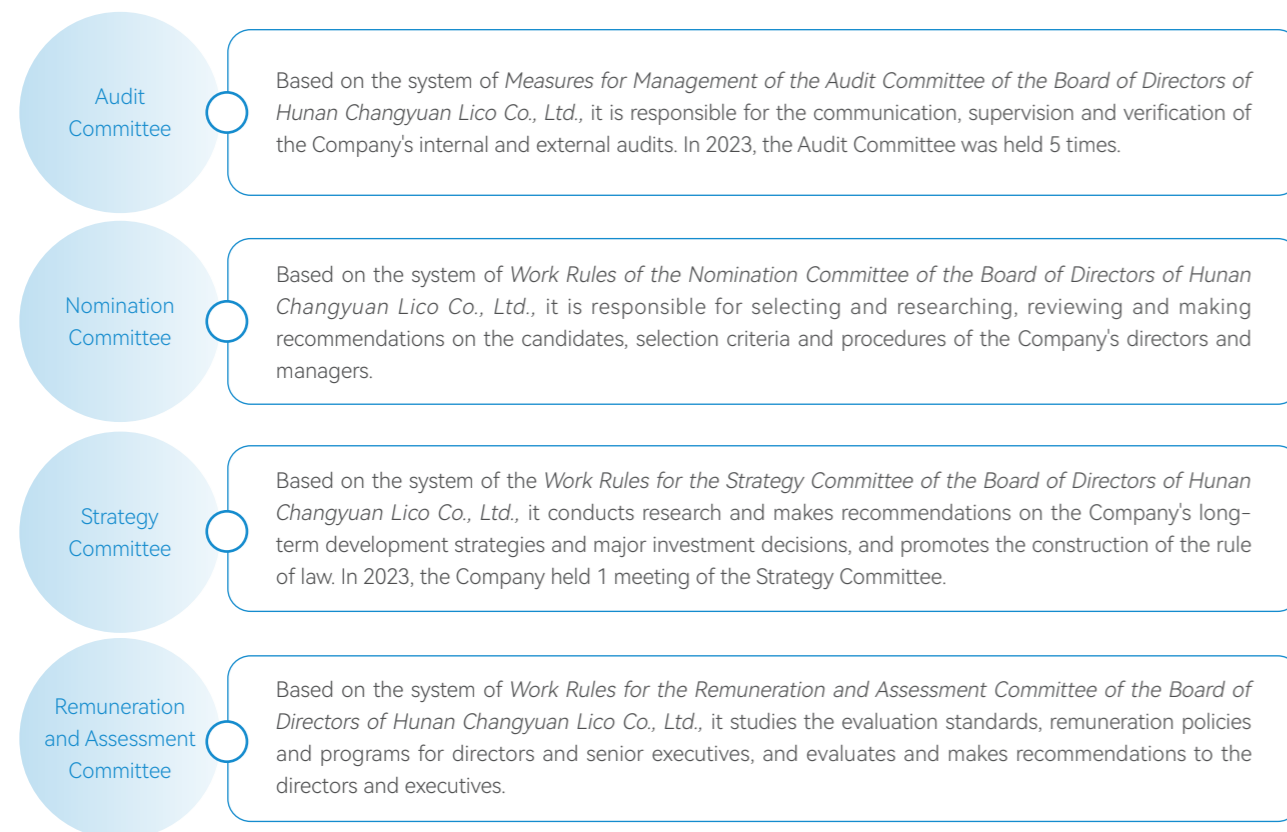 Audit
Committee
Based on the system of Measures for Management of the Audit Committee of the Board of Directors of
Hunan Changyuan Lico Co., Ltd., it is responsible for the communication, supervision and verification of
the Company's internal and external audits. In 2023, the Audit Committee was held 5 times.
Nomination
Committee
Based on the system of Work Rules of the Nomination Committee of the Board of Directors of Hunan
Changyuan Lico Co., Ltd., it is responsible for selecting and researching, reviewing and making
recommendations on the candidates, selection criteria and procedures of the Company's directors and
managers.
Strategy
Committee
Based on the system of the Work Rules for the Strategy Committee of the Board of Directors of Hunan
Changyuan Lico Co., Ltd., it conducts research and makes recommendations on the Company's long-
term development strategies and major investment decisions, and promotes the construction of the rule
of law. In 2023, the Company held 1 meeting of the Strategy Committee.
Remuneration
and Assessment
Committee
Based on the system of Work Rules for the Remuneration and Assessment Committee of the Board of
Directors of Hunan Changyuan Lico Co., Ltd., it studies the evaluation standards, remuneration policies
and programs for directors and senior executives, and evaluates and makes recommendations to the
directors and executives.